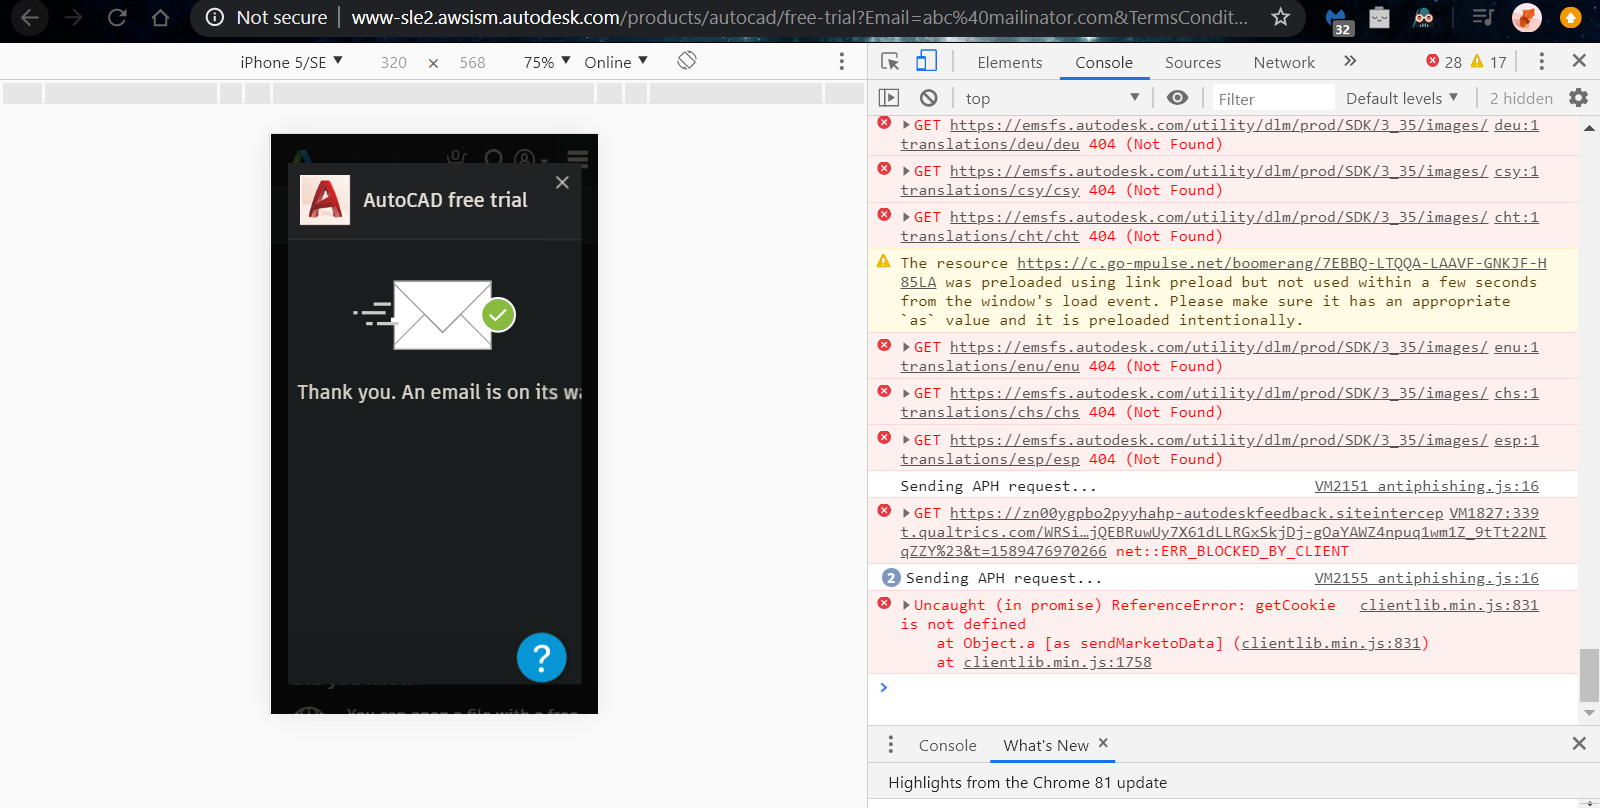 Not secure | www-sle2.awsism.autodesk.com/products/autocad/free-trial?Email=abc%40mailinator.com&TermsCondit...
32
iPhone 5/SE ▼ 320 × 568 75% ▼ Online ▼
Elements Console Sources Network » 28 17
top ▼ Filter Default levels ▼ 2 hidden
AutoCAD free trial
Thank you. An email is on its wa
?
You can open a file with a free
GET https://emsfs.autodesk.com/utility/dlm/prod/SDK/3_35/images/ deu:1
translations/deu/deu 404 (Not Found)
GET https://emsfs.autodesk.com/utility/dlm/prod/SDK/3_35/images/ csy:1
translations/csy/csy 404 (Not Found)
GET https://emsfs.autodesk.com/utility/dlm/prod/SDK/3_35/images/ cht:1
translations/cht/cht 404 (Not Found)
The resource https://c.go-mpulse.net/boomerang/7EBBQ-LTQQA-LAAVF-GNKJF-H
85LA was preloaded using link preload but not used within a few seconds
from the window's load event. Please make sure it has an appropriate
`as` value and it is preloaded intentionally.
GET https://emsfs.autodesk.com/utility/dlm/prod/SDK/3_35/images/ enu:1
translations/enu/enu 404 (Not Found)
GET https://emsfs.autodesk.com/utility/dlm/prod/SDK/3_35/images/ chs:1
translations/chs/chs 404 (Not Found)
GET https://emsfs.autodesk.com/utility/dlm/prod/SDK/3_35/images/ esp:1
translations/esp/esp 404 (Not Found)
Sending APH request... VM2151 antiphishing.js:16
GET https://zn00ygpbo2pyyhahp-autodeskfeedback.siteintercep VM1827:339
t.qualtrics.com/WRSi…jQEBRuwUy7X61dLLRGxSkjDj-gOaYAWZ4npuq1wm1Z_9tTt22NI
qZZY%23&t=1589476970266 net::ERR_BLOCKED_BY_CLIENT
2 Sending APH request... VM2155 antiphishing.js:16
Uncaught (in promise) ReferenceError: getCookie clientlib.min.js:831
is not defined
at Object.a [as sendMarketoData] (clientlib.min.js:831)
at clientlib.min.js:1758
>
Console What's New ×
Highlights from the Chrome 81 update